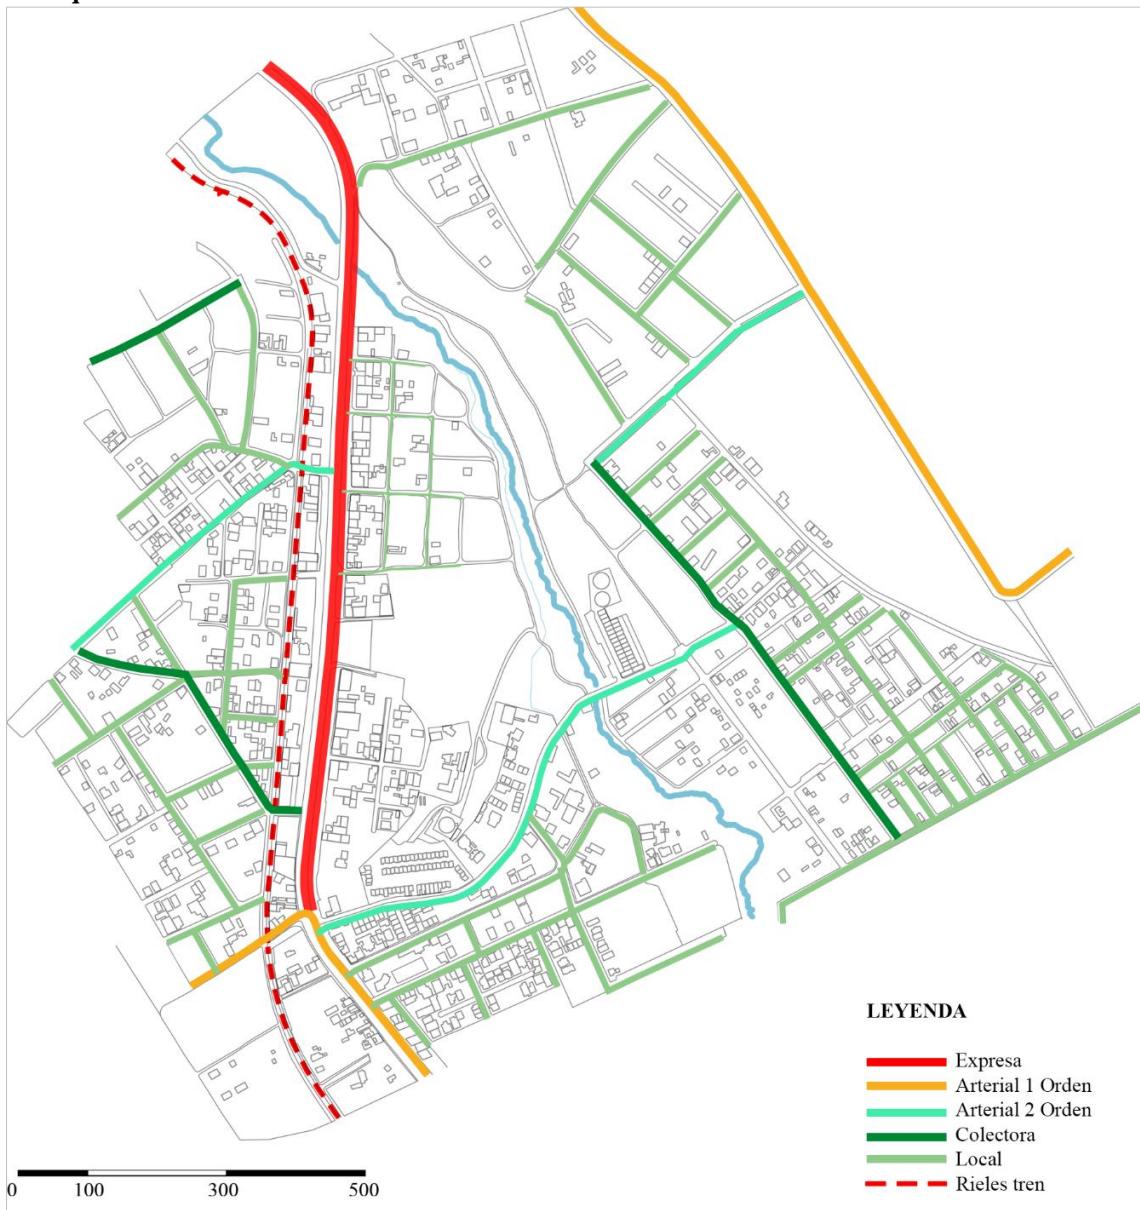 LEYENDA
Expresa
Arterial 1 Orden
Arterial 2 Orden
Colectora
Local
Rieles tren
0 100 300 500